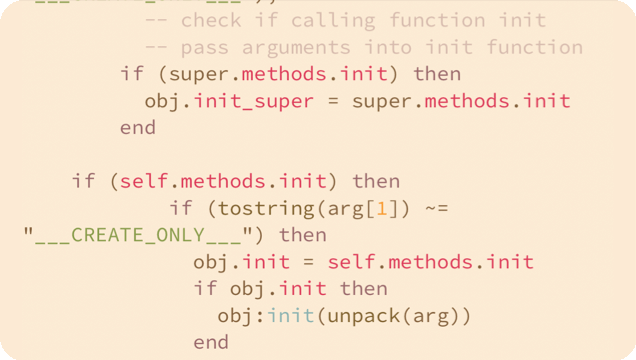 -- check if calling function init
-- pass arguments into init function
if (super.methods.init) then
obj.init_super = super.methods.init
end
if (self.methods.init) then
if (tostring(arg[1]) ~=
"___CREATE_ONLY___") then
obj.init = self.methods.init
if obj.init then
obj:init(unpack(arg))
end